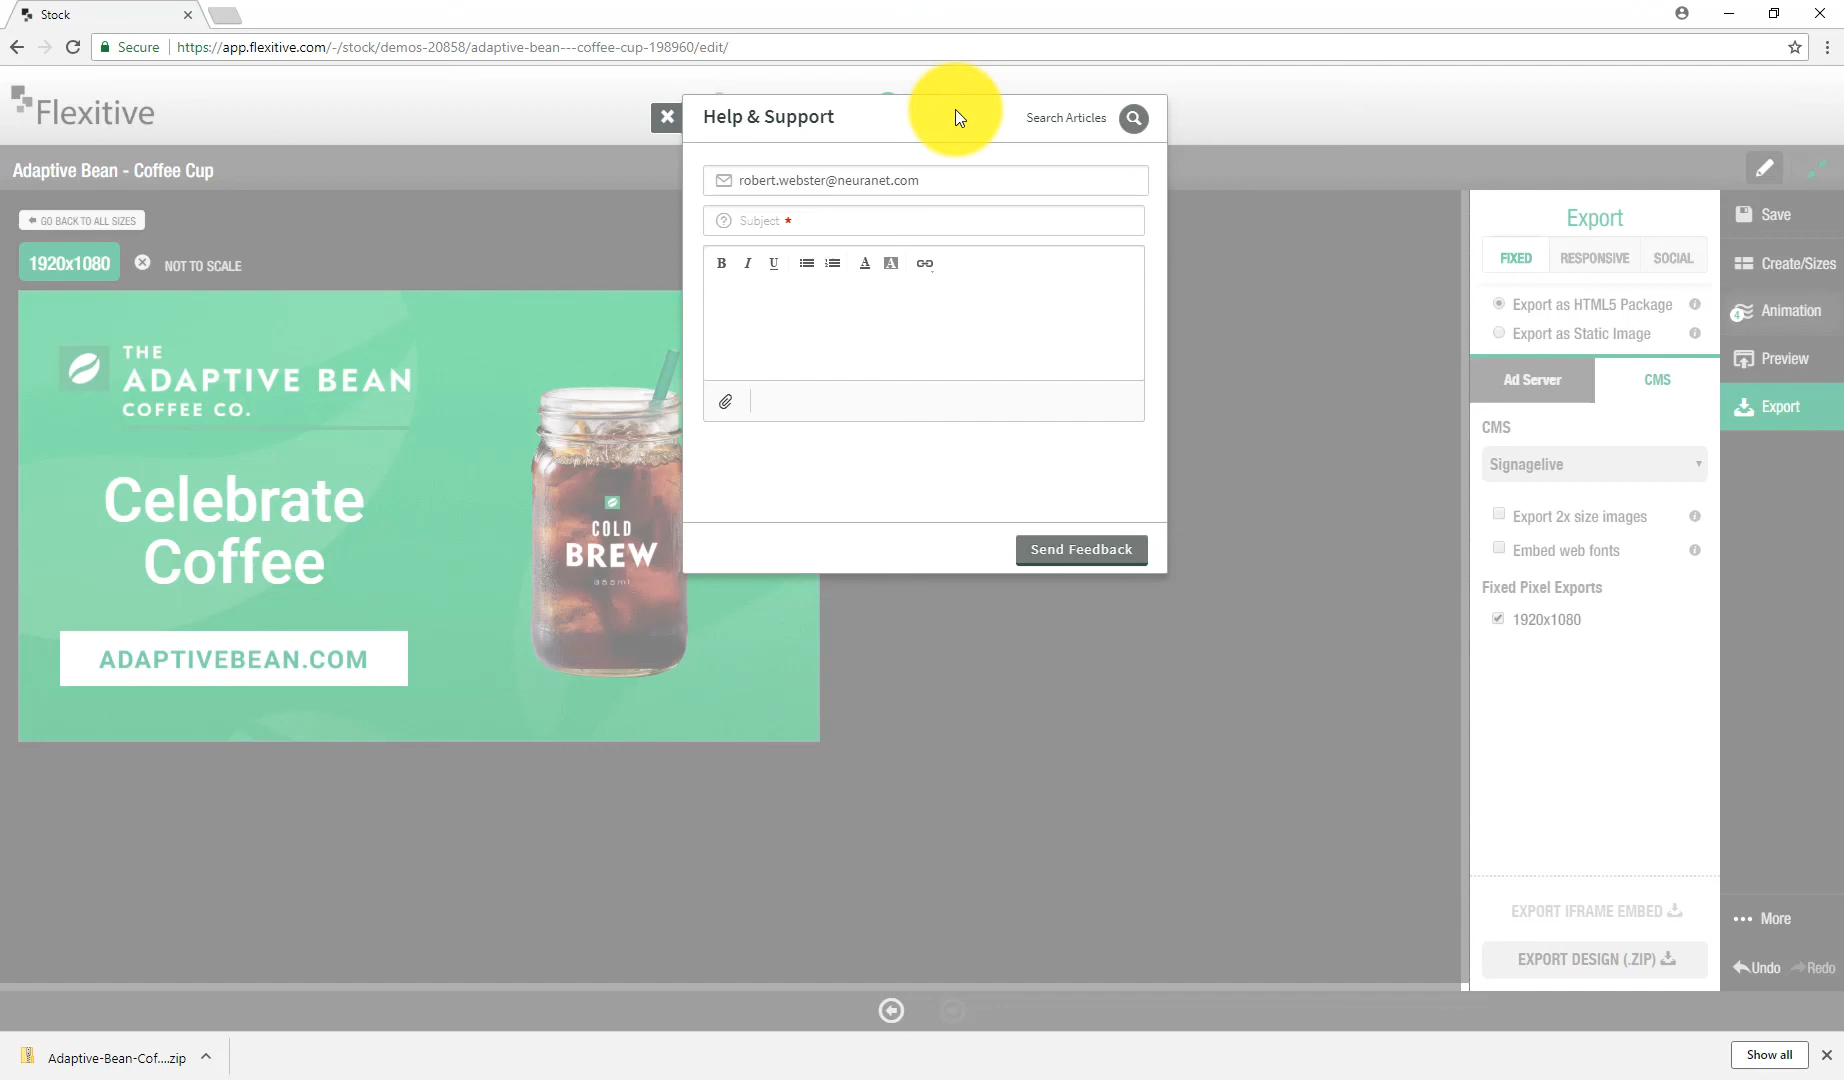 Stock
Secure
https://app.flexitive.com/-/stock/demos-20858/adaptive-bean---coffee-cup-198960/edit/
Flexitive
Help & Support
Search Articles
Adaptive Bean - Coffee Cup
robert.webster@neuranet.com
Subject *
B I U A A
GO BACK TO ALL SIZES
1920x1080
NOT TO SCALE
THE
ADAPTIVE BEAN
COFFEE CO.
Celebrate
Coffee
ADAPTIVEBEAN.COM
COLD
BREW
355ml
Send Feedback
Export
FIXED
RESPONSIVE
SOCIAL
Export as HTML5 Package
Export as Static Image
Ad Server
CMS
CMS
Signagelive
Export 2x size images
Embed web fonts
Fixed Pixel Exports
1920x1080
EXPORT IFRAME EMBED
EXPORT DESIGN (.ZIP)
Save
Create/Sizes
4 Animation
Preview
Export
More
Undo
Redo
Adaptive-Bean-Cof....zip
Show all